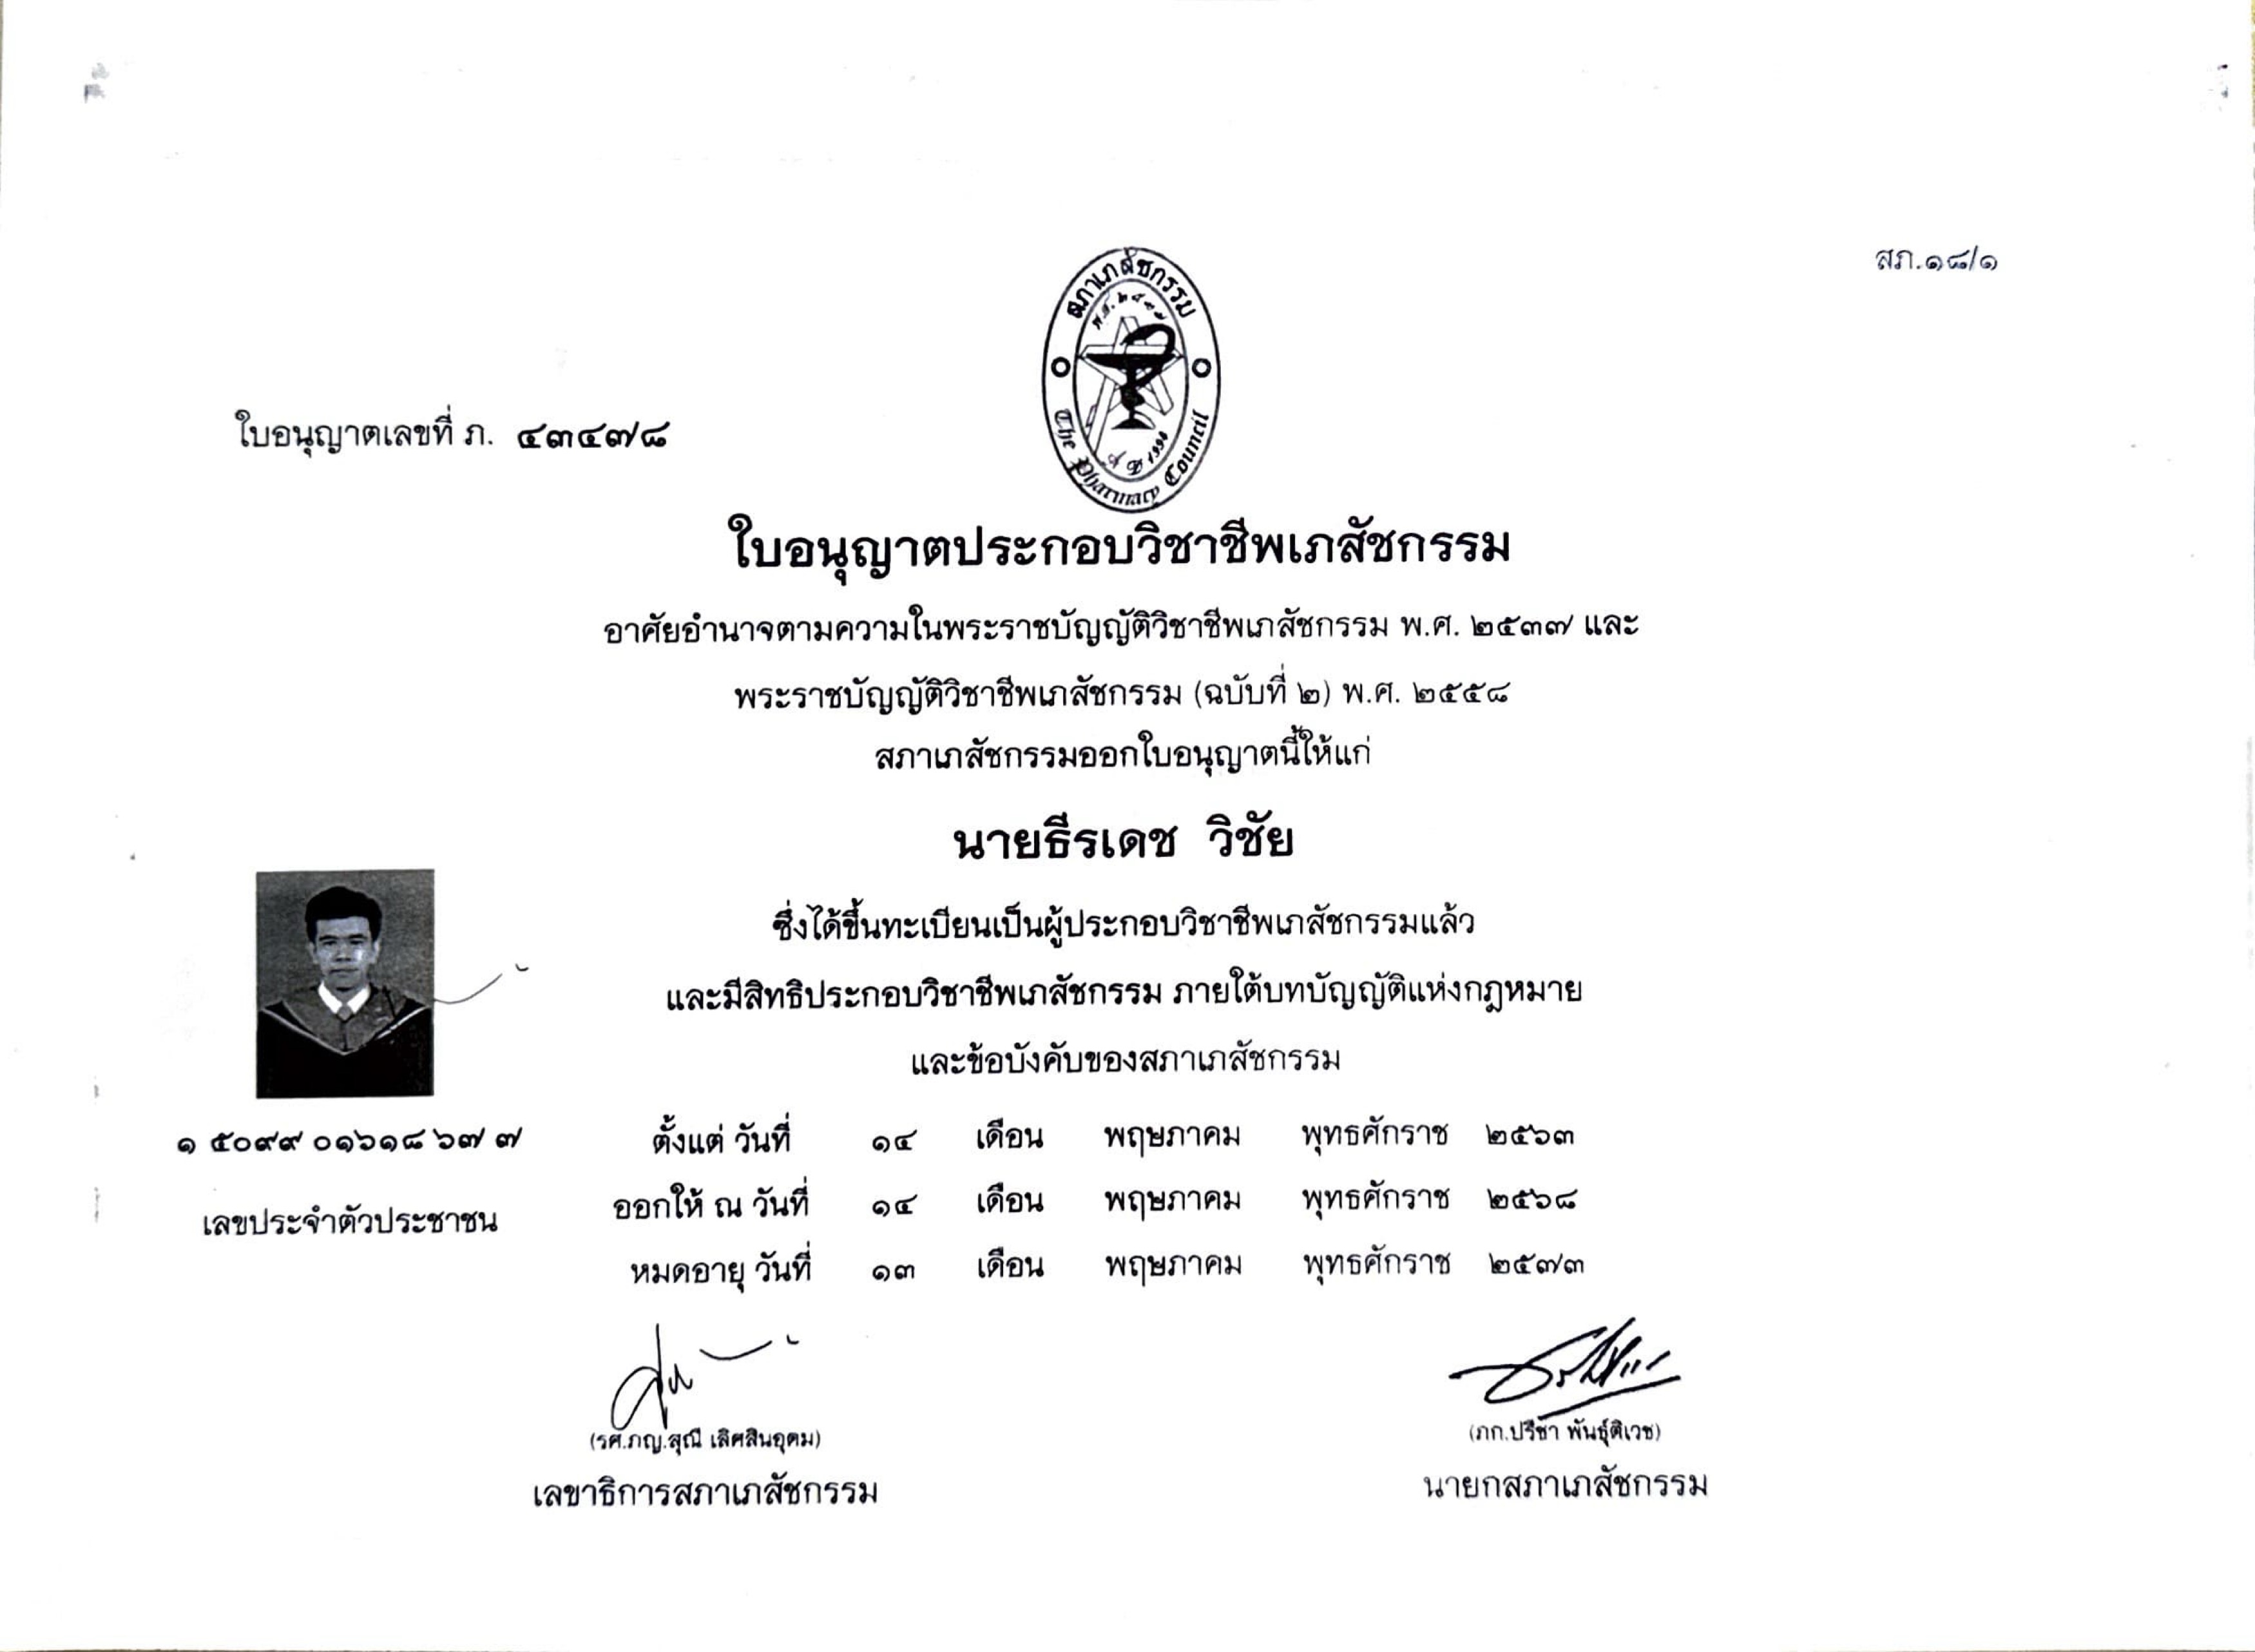 สภ.๑๘/๑
สภาเภสัชกรรม
พ.ศ. ๒๕๓๗
The Pharmacy Council
ใบอนุญาตเลขที่ ภ. ๔๓๔๗๘
ใบอนุญาตประกอบวิชาชีพเภสัชกรรม
อาศัยอำนาจตามความในพระราชบัญญัติวิชาชีพเภสัชกรรม พ.ศ. ๒๕๓๗ และ
พระราชบัญญัติวิชาชีพเภสัชกรรม (ฉบับที่ ๒) พ.ศ. ๒๕๕๘
สภาเภสัชกรรมออกใบอนุญาตนี้ให้แก่
นายธีรเดช วิชัย
ซึ่งได้ขึ้นทะเบียนเป็นผู้ประกอบวิชาชีพเภสัชกรรมแล้ว
และมีสิทธิประกอบวิชาชีพเภสัชกรรม ภายใต้บทบัญญัติแห่งกฎหมาย
และข้อบังคับของสภาเภสัชกรรม
๑ ๕๐๙๙ ๐๑๖๑๘ ๖๗ ๗
เลขประจำตัวประชาชน
ตั้งแต่ วันที่ ๑๔ เดือน พฤษภาคม พุทธศักราช ๒๕๖๓
ออกให้ ณ วันที่ ๑๔ เดือน พฤษภาคม พุทธศักราช ๒๕๖๘
หมดอายุ วันที่ ๑๓ เดือน พฤษภาคม พุทธศักราช ๒๕๗๓
(รศ.ภญ.สุณี เลิศสินอุดม)
เลขาธิการสภาเภสัชกรรม
(ภก.ปรีชา พันธุ์ติเวช)
นายกสภาเภสัชกรรม